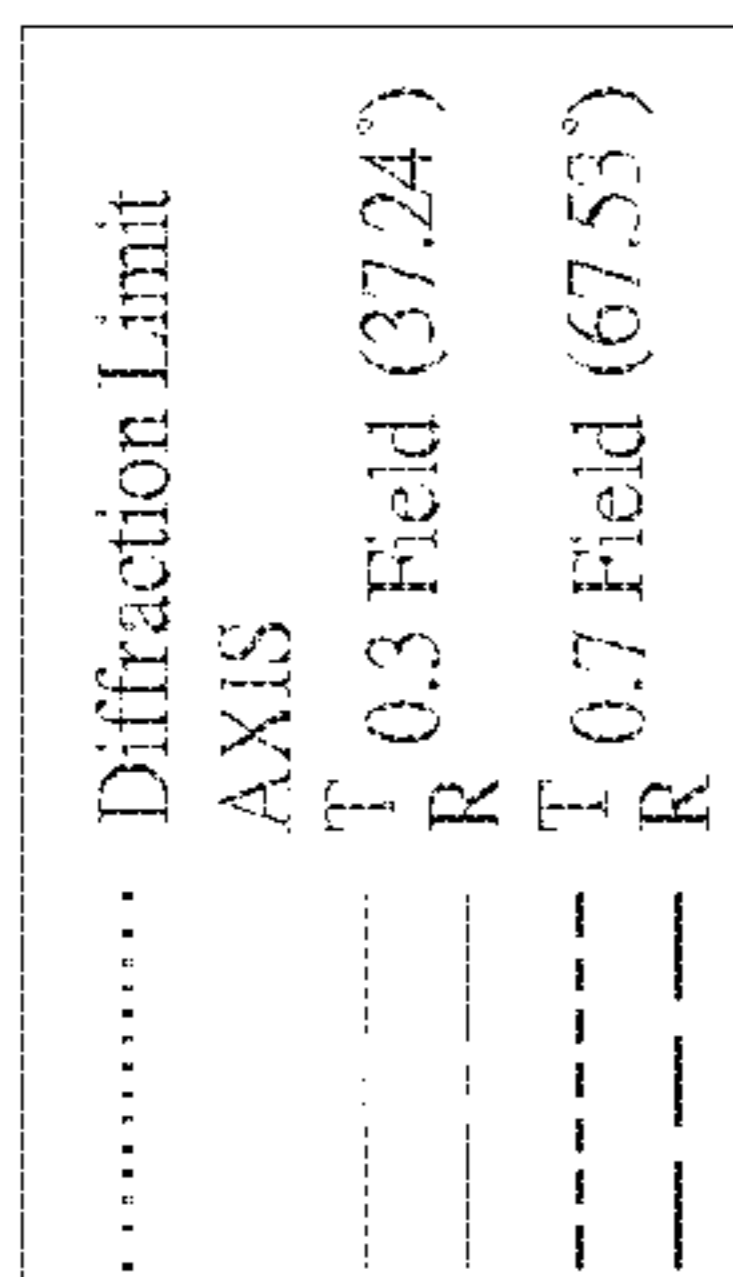 Diffraction Limit
AXIS
T 0.3 Field (37.24°)
R
T 0.7 Field (67.53°)
R